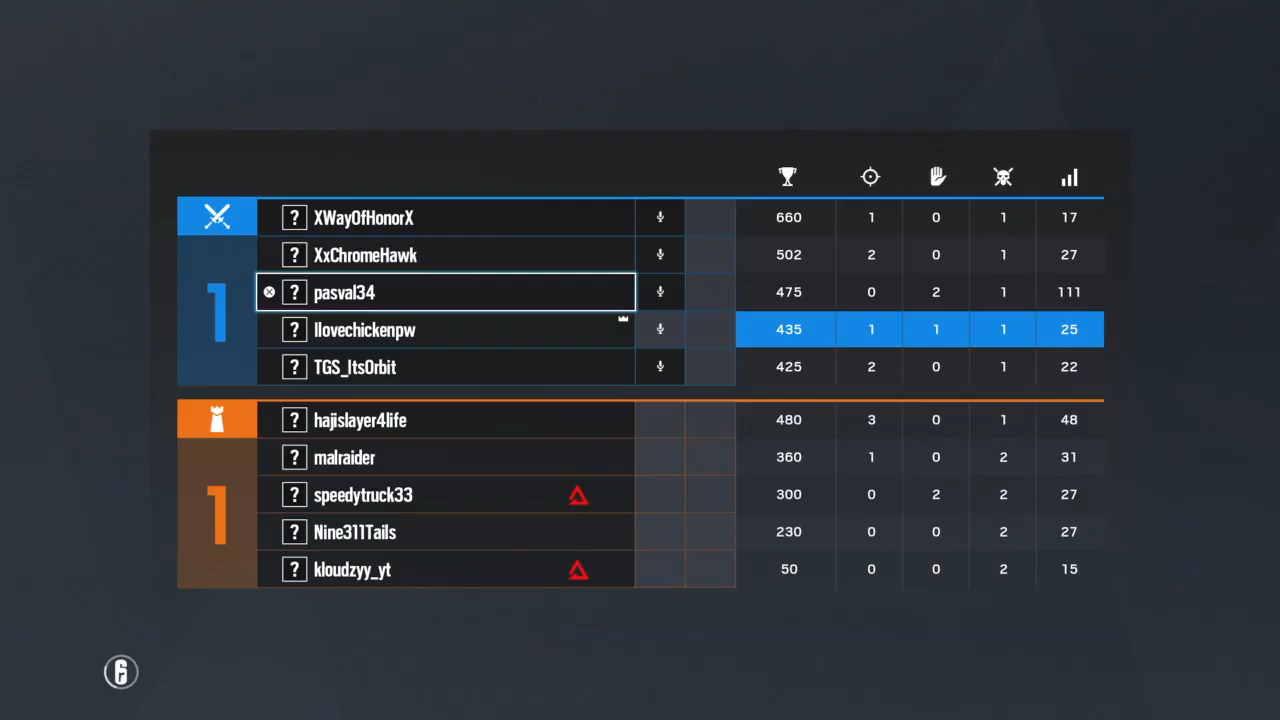 ? XWayOfHonorX 660 1 0 1 17
? XxChromeHawk 502 2 0 1 27
1
? pasval34 475 0 2 1 111
? Ilovechickenpw 435 1 1 1 25
? TGS_ItsOrbit 425 2 0 1 22
? hajislayer4life 480 3 0 1 48
? malraider 360 1 0 2 31
1
? speedytruck33 300 0 2 2 27
? Nine311Tails 230 0 0 2 27
? kloudzyy_yt 50 0 0 2 15
6